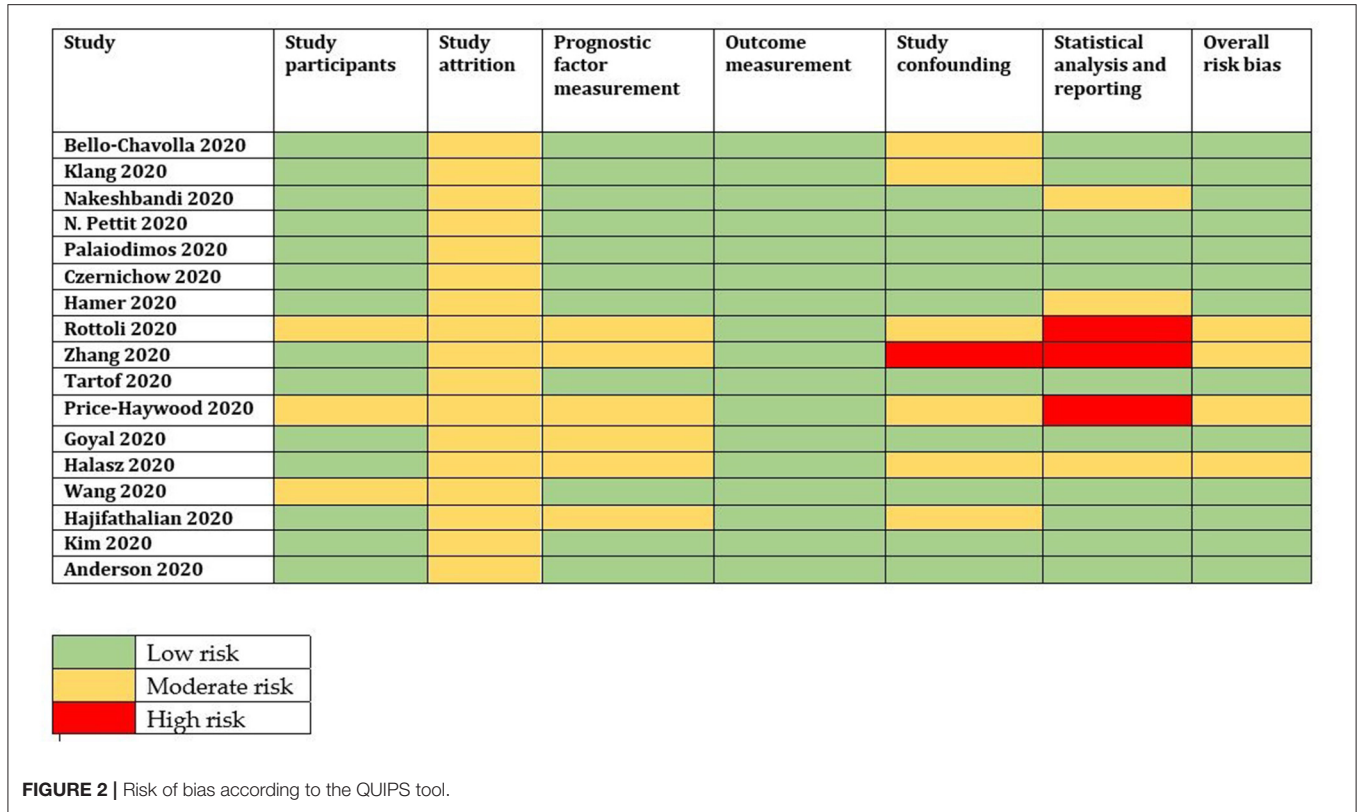 Study
Study participants
Study attrition
Prognostic factor measurement
Outcome measurement
Study confounding
Statistical analysis and reporting
Overall risk bias
Bello-Chavolla 2020
Klang 2020
Nakeshbandi 2020
N. Pettit 2020
Palaiodimos 2020
Czernichow 2020
Hamer 2020
Rottoli 2020
Zhang 2020
Tartof 2020
Price-Haywood 2020
Goyal 2020
Halasz 2020
Wang 2020
Hajifathalian 2020
Kim 2020
Anderson 2020
Low risk
Moderate risk
High risk
FIGURE 2 | Risk of bias according to the QUIPS tool.